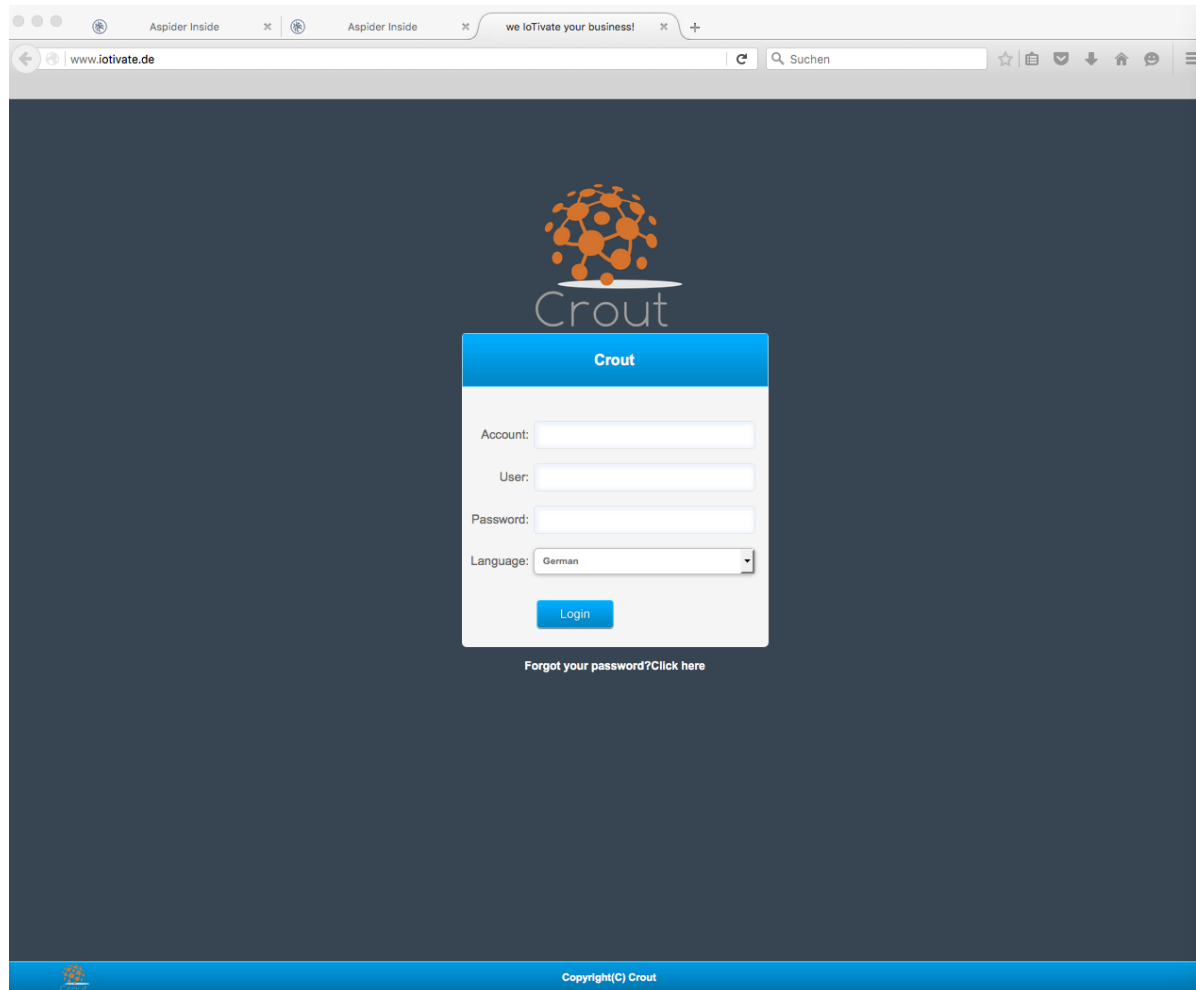 Aspider Inside
Aspider Inside
we IoTivate your business!
www.iotivate.de
Suchen
Crout
Crout
Account:
User:
Password:
Language: German
Login
Forgot your password?Click here
Crout
Copyright(C) Crout